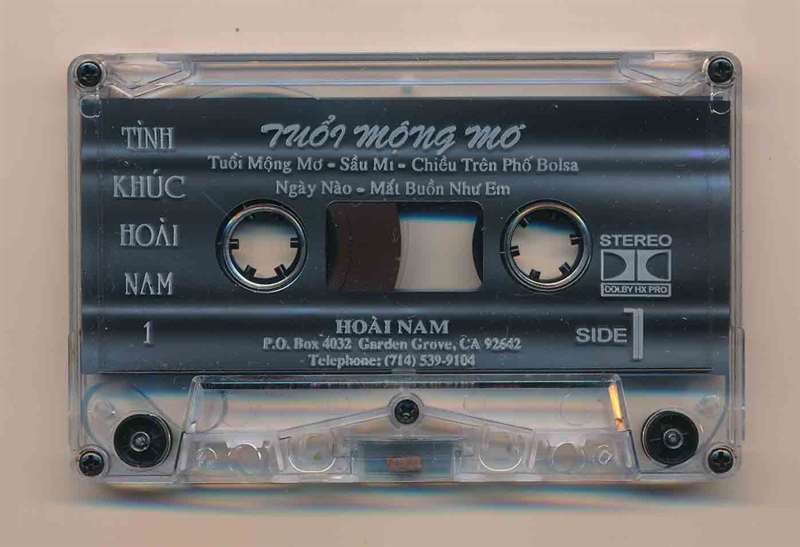 TUỔI MỘNG MƠ
Tuổi Mộng Mơ - Sầu Mi - Chiều Trên Phố Bolsa
Ngày Nào - Mắt Buồn Như Em
TÌNH
KHÚC
HOÀI
NAM
1
STEREO
DOLBY HX PRO
SIDE 1
HOÀI NAM
P.O. Box 4032 Garden Grove, CA 92642
Telephone: (714) 539-9104